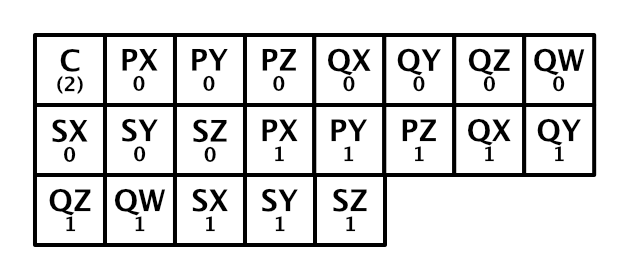 C PX PY PZ QX QY QZ QW
(2) 0 0 0 0 0 0 0
SX SY SZ PX PY PZ QX QY
0 0 0 1 1 1 1 1
QZ QW SX SY SZ
1 1 1 1 1